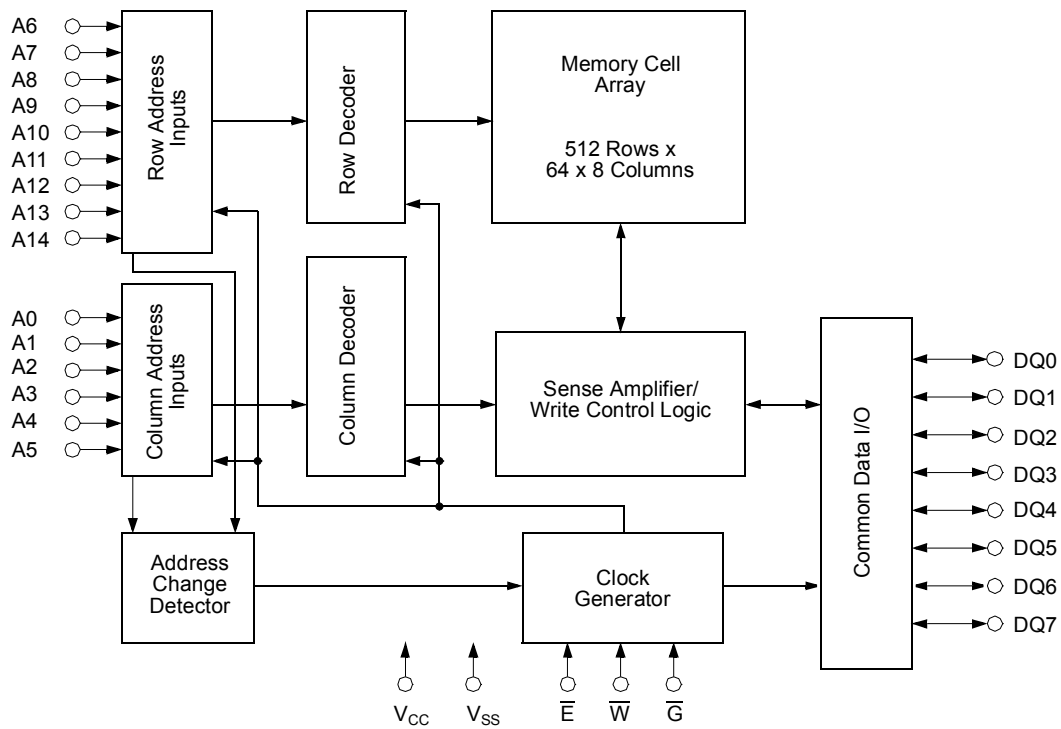 A6
A7
A8
A9
A10
A11
A12
A13
A14
Row Address
Inputs
Row Decoder
Memory Cell
Array
512 Rows x
64 x 8 Columns
A0
A1
A2
A3
A4
A5
Column Address
Inputs
Column Decoder
Sense Amplifier/
Write Control Logic
Common Data I/O
DQ0
DQ1
DQ2
DQ3
DQ4
DQ5
DQ6
DQ7
Address
Change
Detector
Clock
Generator
V_CC
V_SS
E̅
W̅
G̅